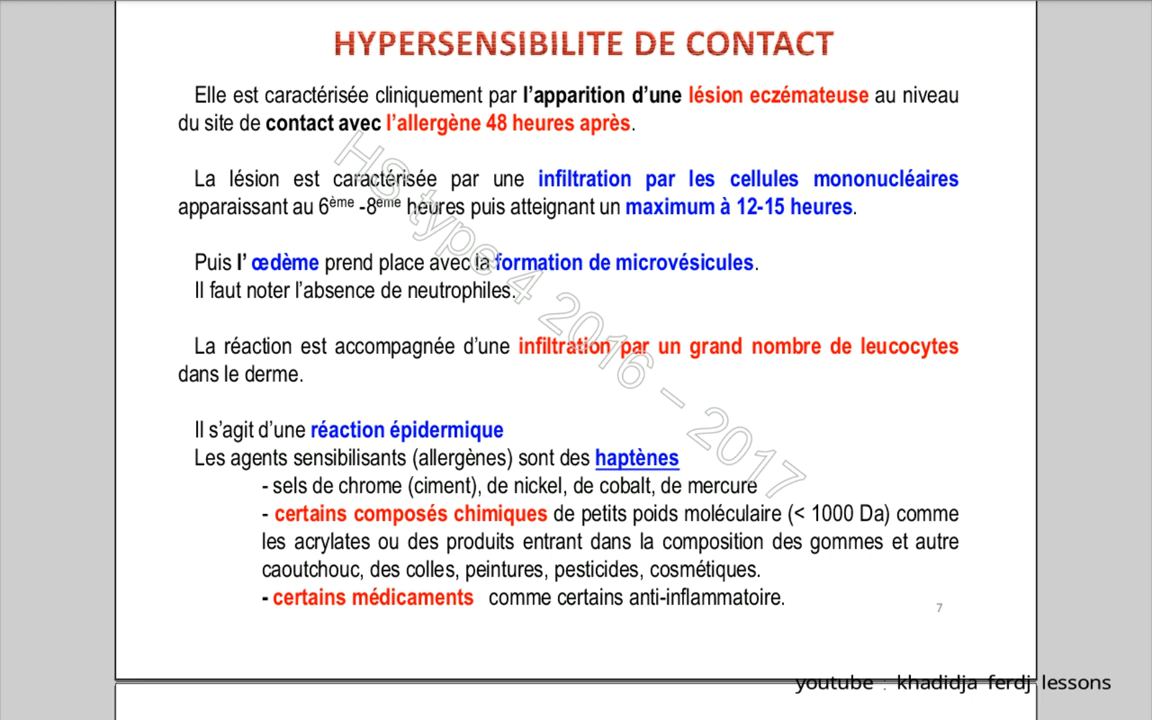 HYPERSENSIBILITE DE CONTACT
Elle est caractérisée cliniquement par l'apparition d'une lésion eczémateuse au niveau
du site de contact avec l'allergène 48 heures après.
La lésion est caractérisée par une infiltration par les cellules mononucléaires
apparaissant au 6ème -8ème heures puis atteignant un maximum à 12-15 heures.
Puis l' œdème prend place avec la formation de microvésicules.
Il faut noter l'absence de neutrophiles.
La réaction est accompagnée d'une infiltration par un grand nombre de leucocytes
dans le derme.
Il s'agit d'une réaction épidermique
Les agents sensibilisants (allergènes) sont des haptènes
- sels de chrome (ciment), de nickel, de cobalt, de mercure
- certains composés chimiques de petits poids moléculaire (< 1000 Da) comme
les acrylates ou des produits entrant dans la composition des gommes et autre
caoutchouc, des colles, peintures, pesticides, cosmétiques.
- certains médicaments comme certains anti-inflammatoire.
7
HS type 4 2016 – 2017
youtube : khadidja ferdj lessons